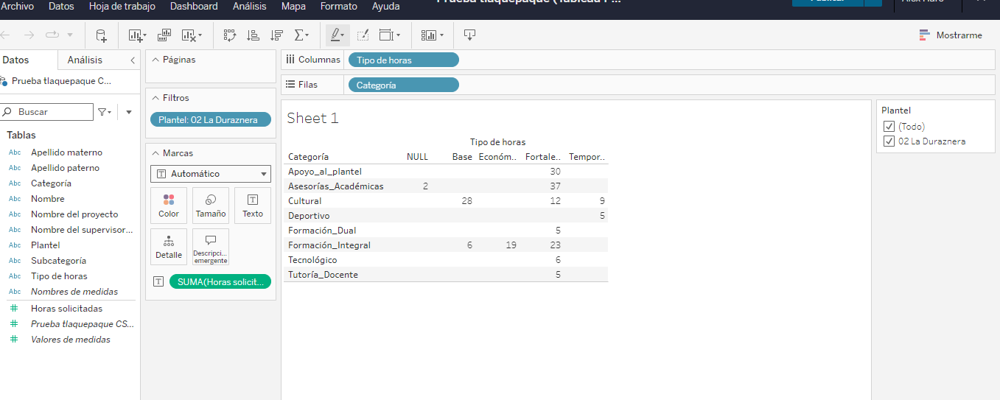 Archivo Datos Hoja de trabajo Dashboard Análisis Mapa Formato Ayuda
Mostrarme
Datos Análisis
Prueba tlaquepaque C...
Buscar
Tablas
Abc Apellido materno
Abc Apellido paterno
Abc Categoría
Abc Nombre
Abc Nombre del proyecto
Abc Nombre del supervisor...
Abc Plantel
Abc Subcategoría
Abc Tipo de horas
Abc Nombres de medidas
# Horas solicitadas
# Prueba tlaquepaque CS...
# Valores de medidas
Páginas
Filtros
Plantel: 02 La Duraznera
Marcas
T Automático
Color Tamaño Texto
Detalle Descripci... emergente
T SUMA(Horas solicit...
Columnas Tipo de horas
Filas Categoría
Sheet 1
Tipo de horas
Categoría NULL Base Económ.. Fortale.. Tempor..
Apoyo_al_plantel 30
Asesorías_Académicas 2 37
Cultural 28 12 9
Deportivo 5
Formación_Dual 5
Formación_Integral 6 19 23
Tecnológico 6
Tutoría_Docente 5
Plantel
(Todo)
02 La Duraznera